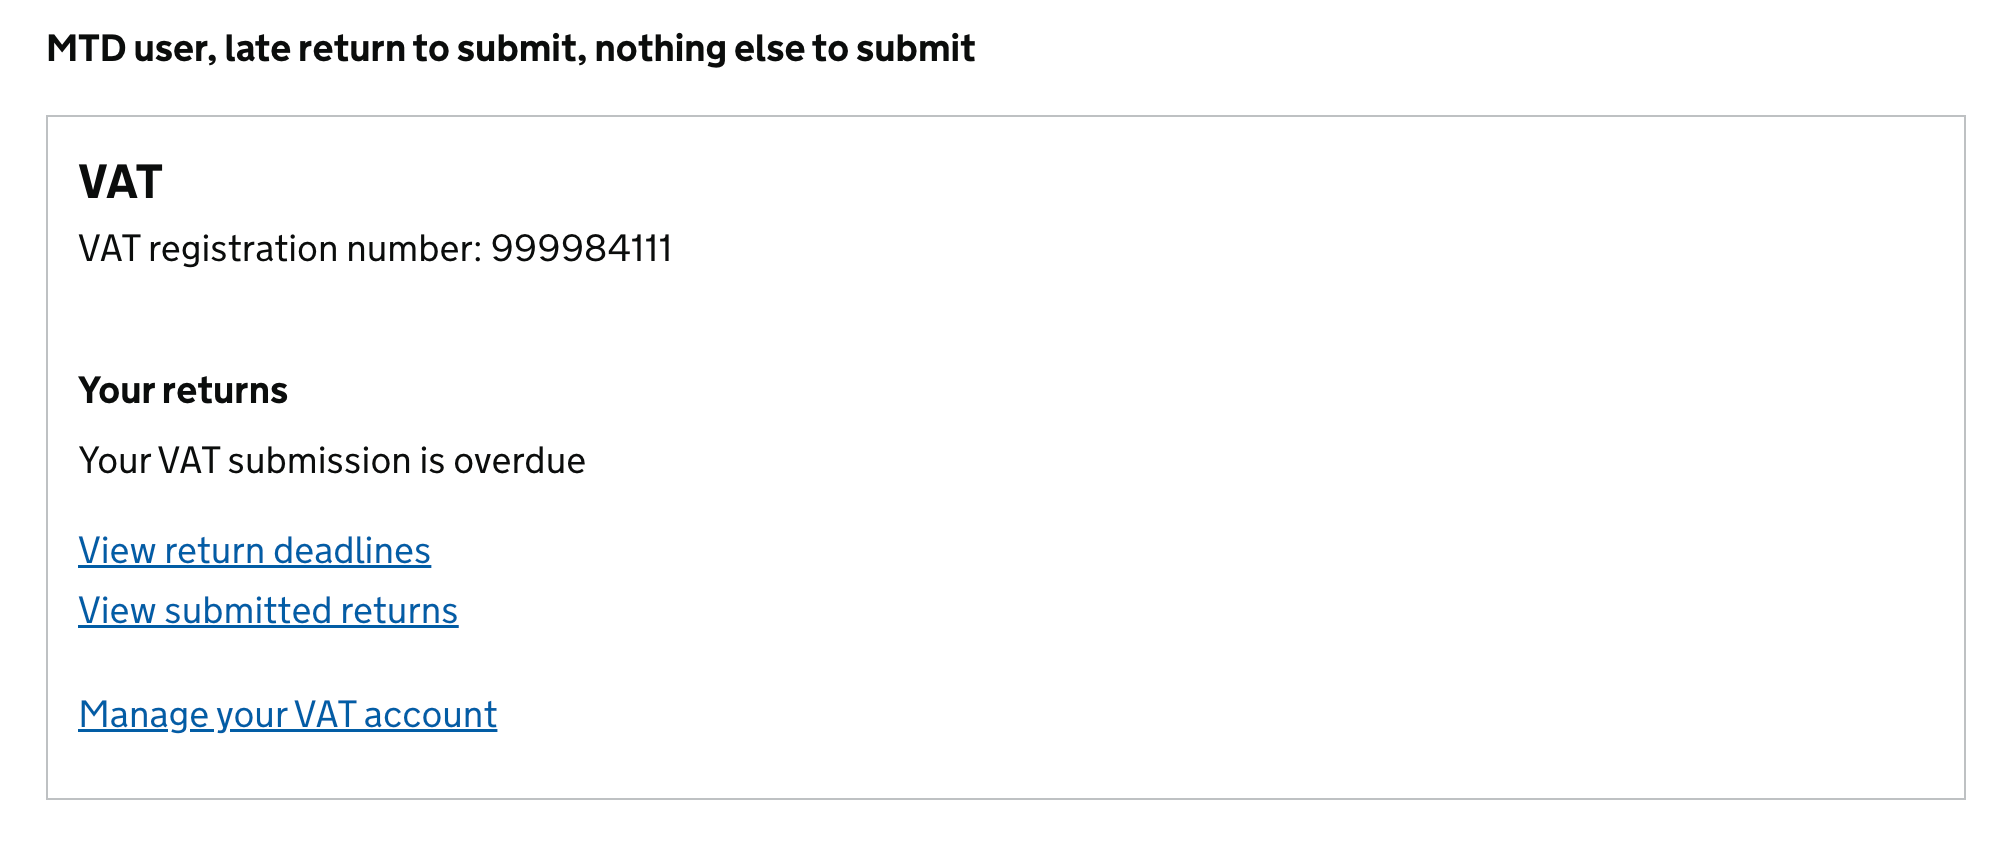 MTD user, late return to submit, nothing else to submit
VAT
VAT registration number: 999984111
Your returns
Your VAT submission is overdue
View return deadlines
View submitted returns
Manage your VAT account